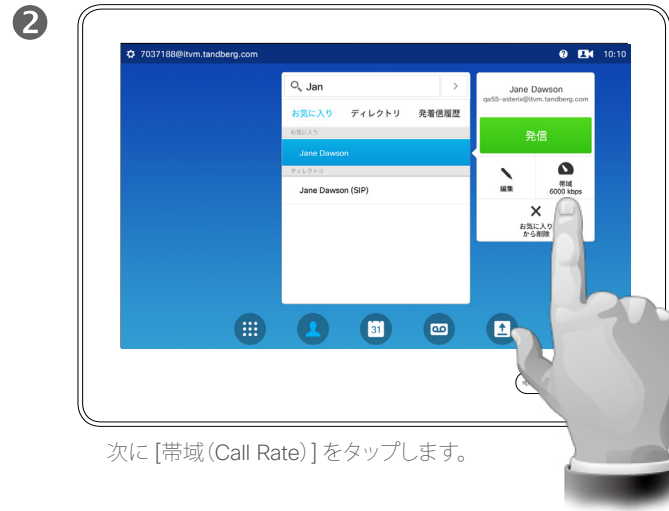 2
7037188@itvm.tandberg.com
10:10
Jan
お気に入り ディレクトリ 発着信履歴
お気に入り
Jane Dawson
ディレクトリ
Jane Dawson (SIP)
Jane Dawson
qa55-asterix@itvm.tandberg.com
発信
編集
帯域
6000 kbps
お気に入り
から削除
31
次に [帯域(Call Rate)] をタップします。